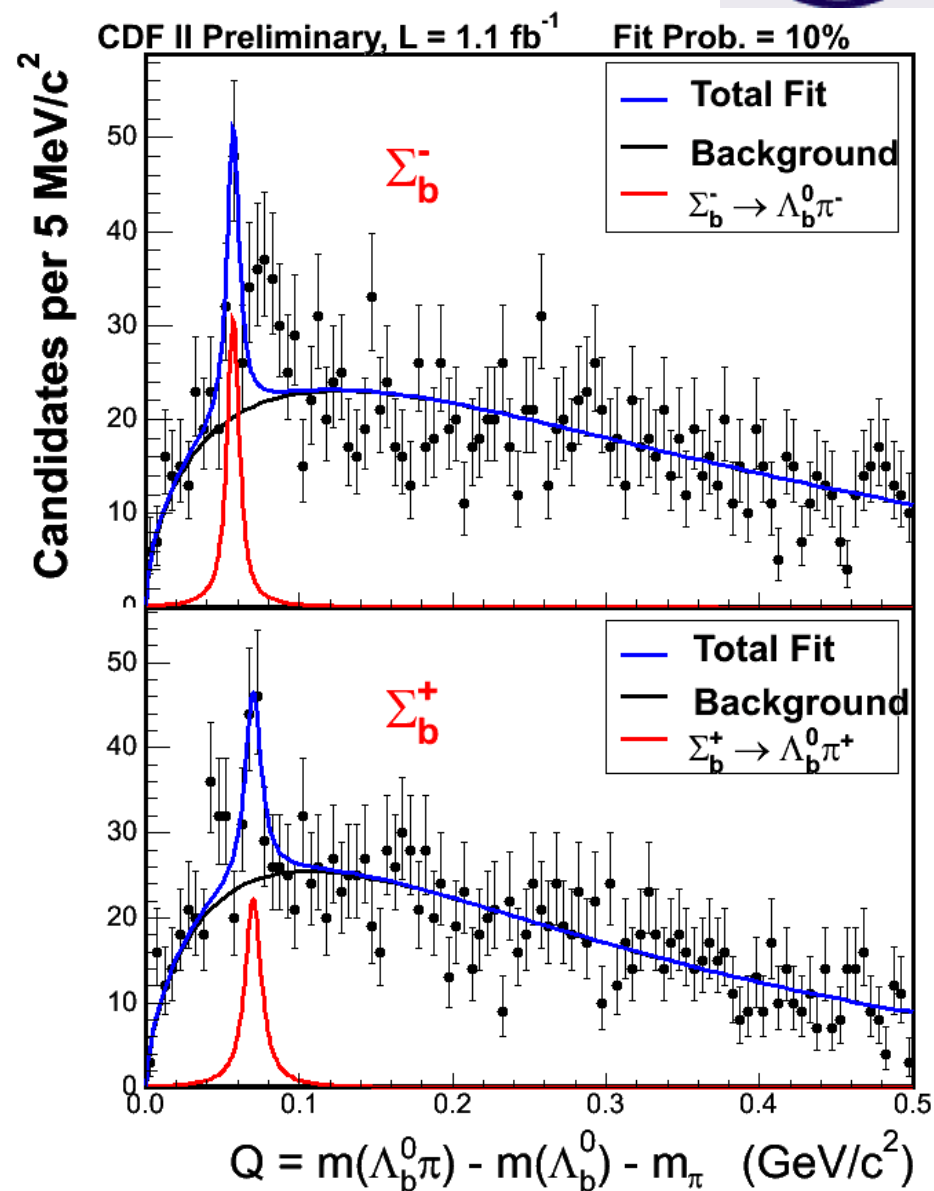 CDF II Preliminary, L = 1.1 fb⁻¹ Fit Prob. = 10%
Candidates per 5 MeV/c²
Total Fit
Background
Σb⁻ → Λb⁰π⁻
Σb⁻
50
40
30
20
10
0
Total Fit
Background
Σb⁺ → Λb⁰π⁺
Σb⁺
50
40
30
20
10
0
0.0 0.1 0.2 0.3 0.4 0.5
Q = m(Λb⁰π) - m(Λb⁰) - mπ (GeV/c²)